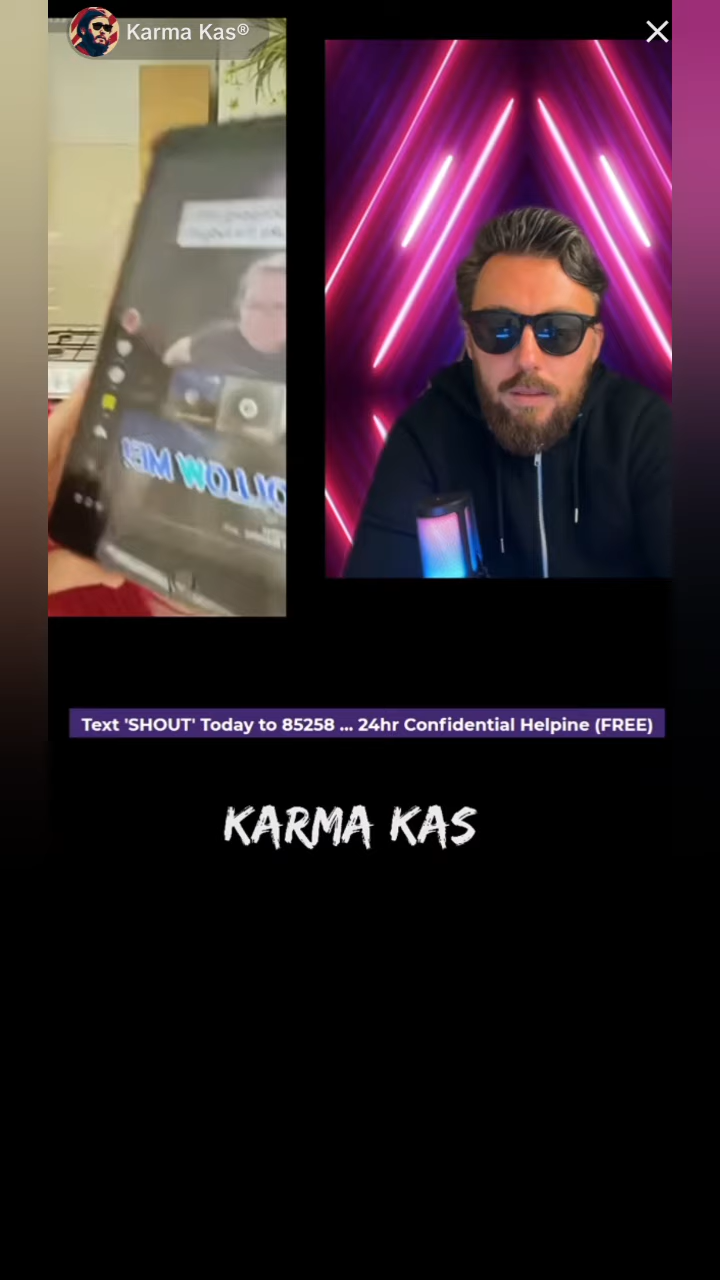 Karma Kas®
Text 'SHOUT' Today to 85258 ... 24hr Confidential Helpine (FREE)
KARMA KAS